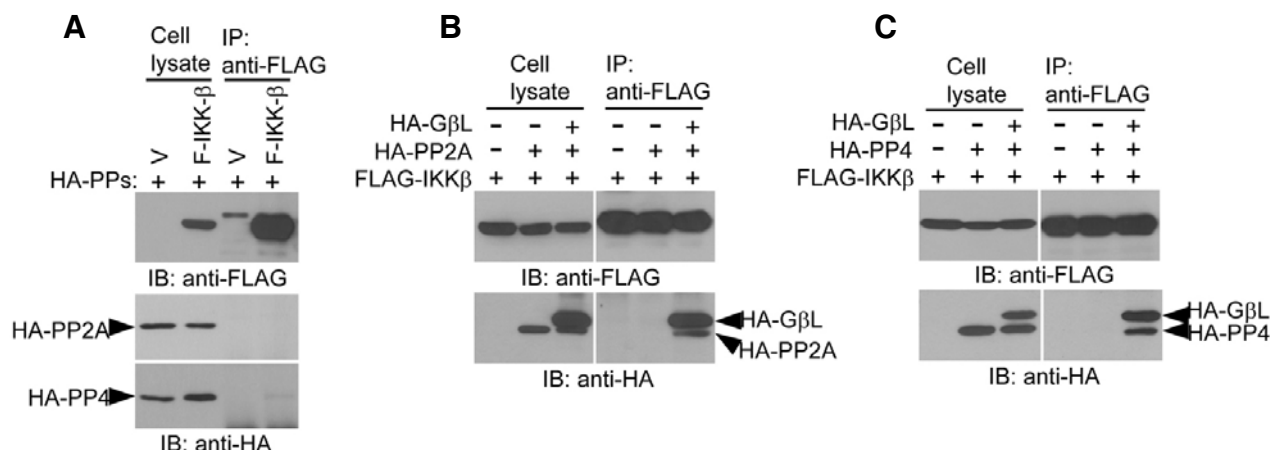 A
Cell lysate
IP: anti-FLAG
V
F-IKK-β
V
F-IKK-β
HA-PPs: + + + +
IB: anti-FLAG
HA-PP2A
HA-PP4
IB: anti-HA
B
Cell lysate
IP: anti-FLAG
HA-GβL - - + - - +
HA-PP2A - + + - + +
FLAG-IKKβ + + + + + +
IB: anti-FLAG
HA-GβL
HA-PP2A
IB: anti-HA
C
Cell lysate
IP: anti-FLAG
HA-GβL - - + - - +
HA-PP4 - + + - + +
FLAG-IKKβ + + + + + +
IB: anti-FLAG
HA-GβL
HA-PP4
IB: anti-HA